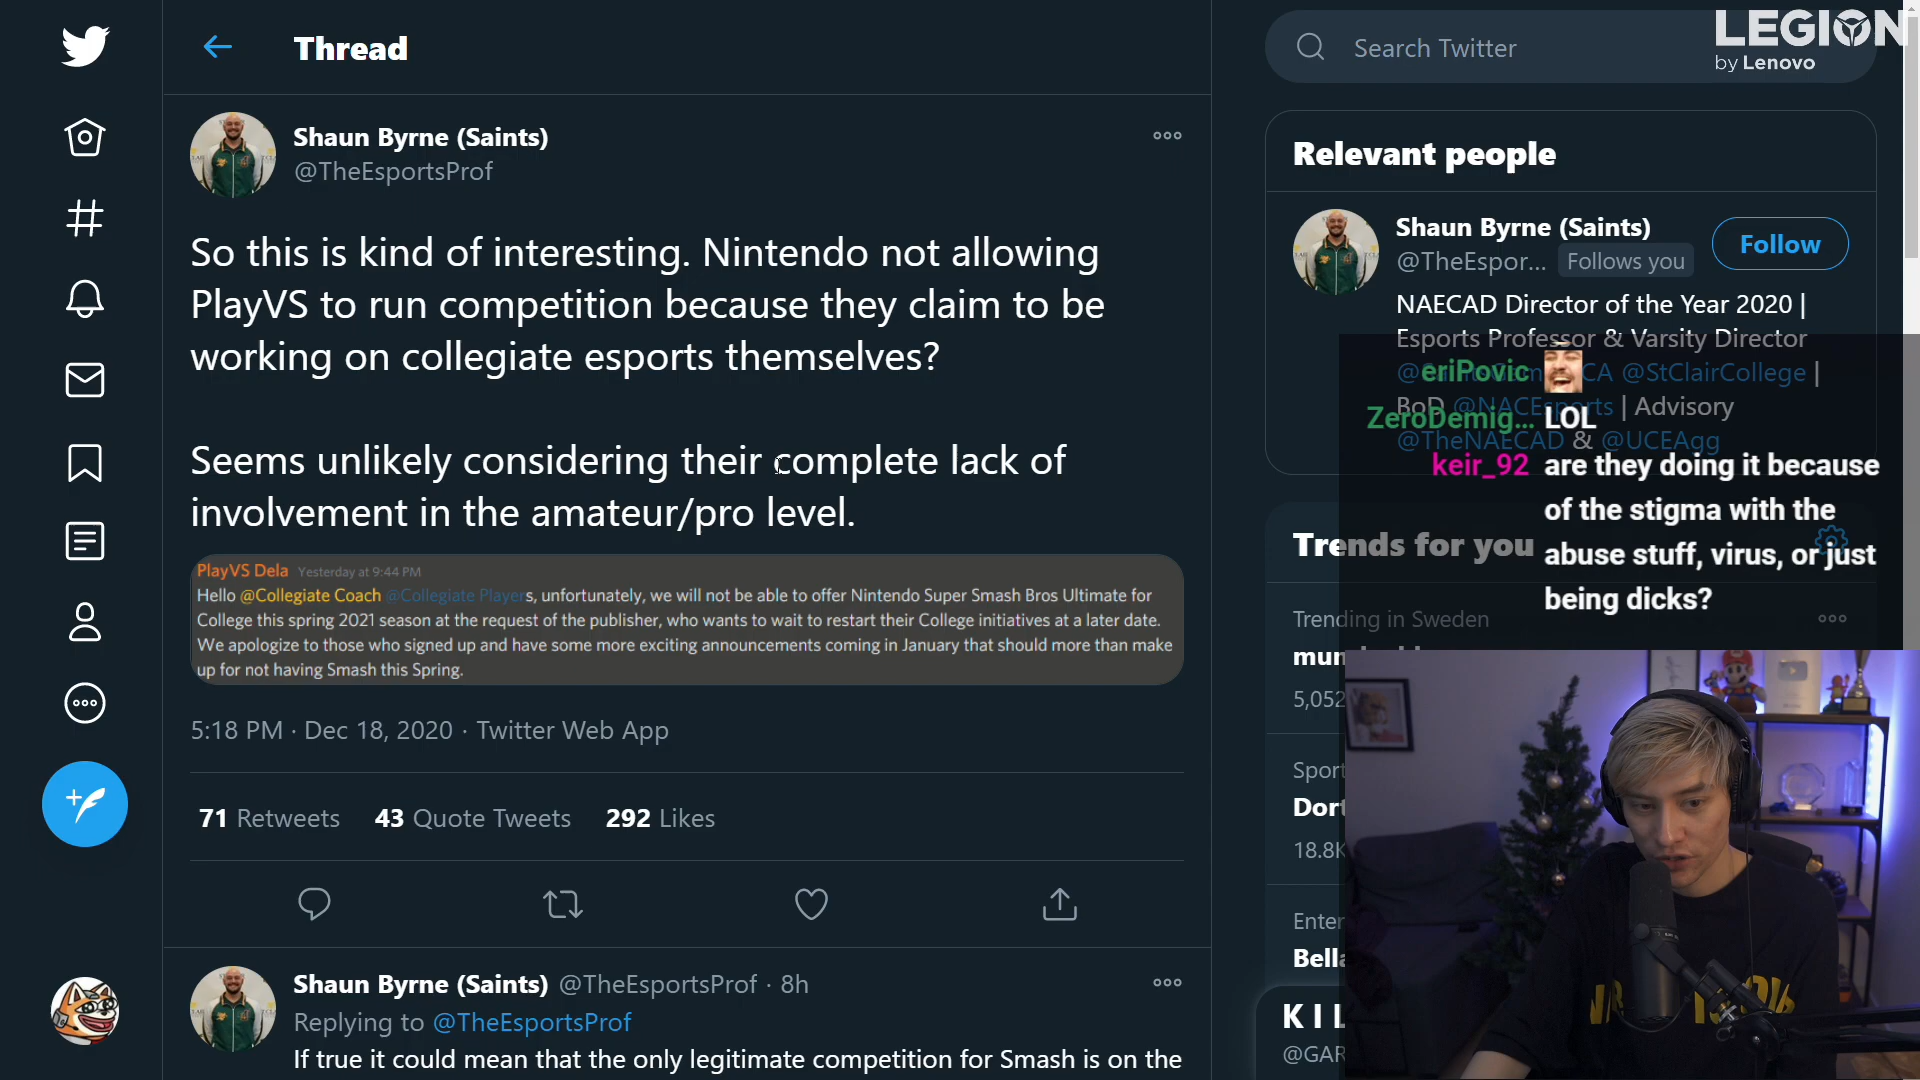 Thread
Search Twitter
LEGION
by Lenovo
Shaun Byrne (Saints)
@TheEsportsProf
So this is kind of interesting. Nintendo not allowing
PlayVS to run competition because they claim to be
working on collegiate esports themselves?
Seems unlikely considering their complete lack of
involvement in the amateur/pro level.
PlayVS Dela Yesterday at 9:44 PM
Hello @Collegiate Coach @Collegiate Players, unfortunately, we will not be able to offer Nintendo Super Smash Bros Ultimate for
College this spring 2021 season at the request of the publisher, who wants to wait to restart their College initiatives at a later date.
We apologize to those who signed up and have some more exciting announcements coming in January that should more than make
up for not having Smash this Spring.
5:18 PM · Dec 18, 2020 · Twitter Web App
71 Retweets 43 Quote Tweets 292 Likes
Shaun Byrne (Saints) @TheEsportsProf · 8h
Replying to @TheEsportsProf
If true it could mean that the only legitimate competition for Smash is on the
Relevant people
Shaun Byrne (Saints)
@TheEspor... Follows you
Follow
NAECAD Director of the Year 2020 |
Esports Professor & Varsity Director
@StClairCollege |
BoD @NACEsports | Advisory
@TheNAECAD & @UCEAgg
eriPovic
ZeroDemig... LOL
keir_92 are they doing it because
of the stigma with the
abuse stuff, virus, or just
being dicks?
Trends for you
Trending in Sweden
5,052
18.8K
@GAR